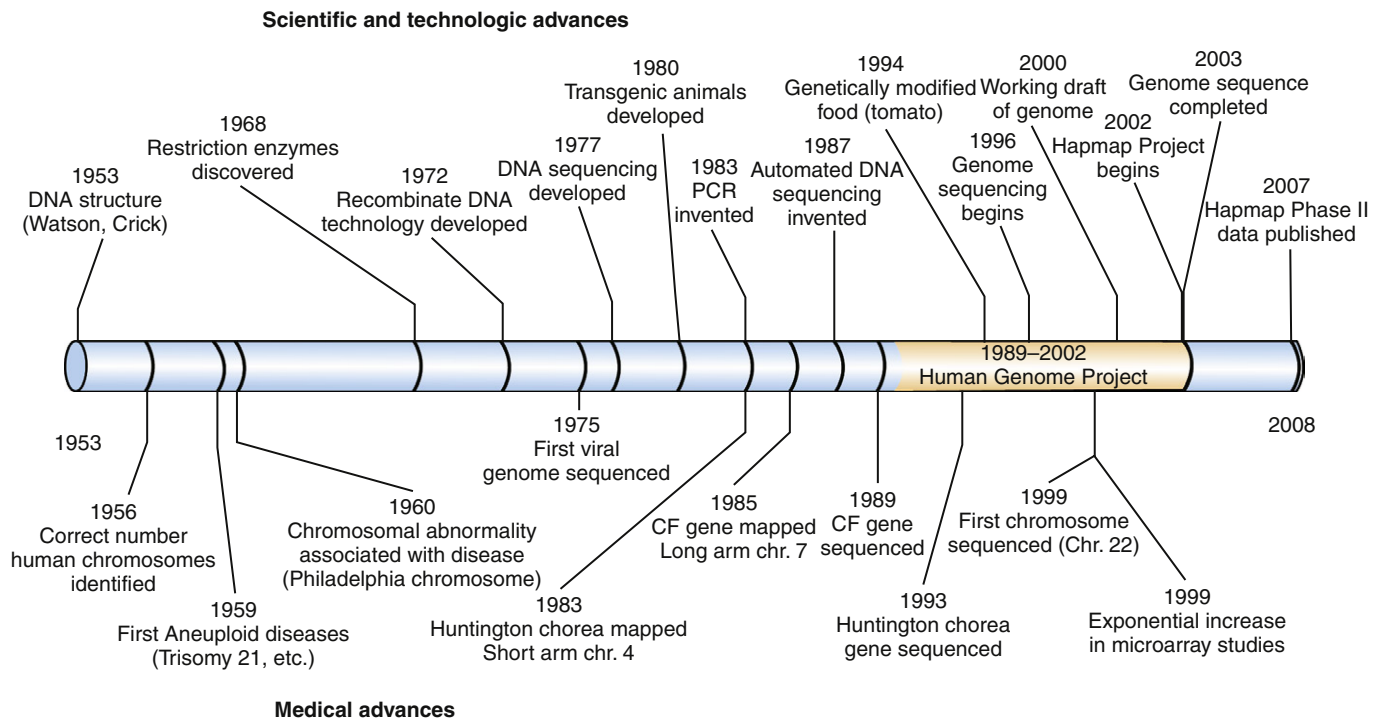 Scientific and technologic advances
1953
DNA structure
(Watson, Crick)
1968
Restriction enzymes
discovered
1972
Recombinate DNA
technology developed
1977
DNA sequencing
developed
1980
Transgenic animals
developed
1983
PCR
invented
1987
Automated DNA
sequencing
invented
1994
Genetically modified
food (tomato)
1996
Genome
sequencing
begins
2000
Working draft
of genome
2002
Hapmap Project
begins
2003
Genome sequence
completed
2007
Hapmap Phase II
data published
1989–2002
Human Genome Project
1953
2008
1956
Correct number
human chromosomes
identified
1959
First Aneuploid diseases
(Trisomy 21, etc.)
1960
Chromosomal abnormality
associated with disease
(Philadelphia chromosome)
1975
First viral
genome sequenced
1983
Huntington chorea mapped
Short arm chr. 4
1985
CF gene mapped
Long arm chr. 7
1989
CF gene
sequenced
1993
Huntington chorea
gene sequenced
1999
First chromosome
sequenced (Chr. 22)
1999
Exponential increase
in microarray studies
Medical advances